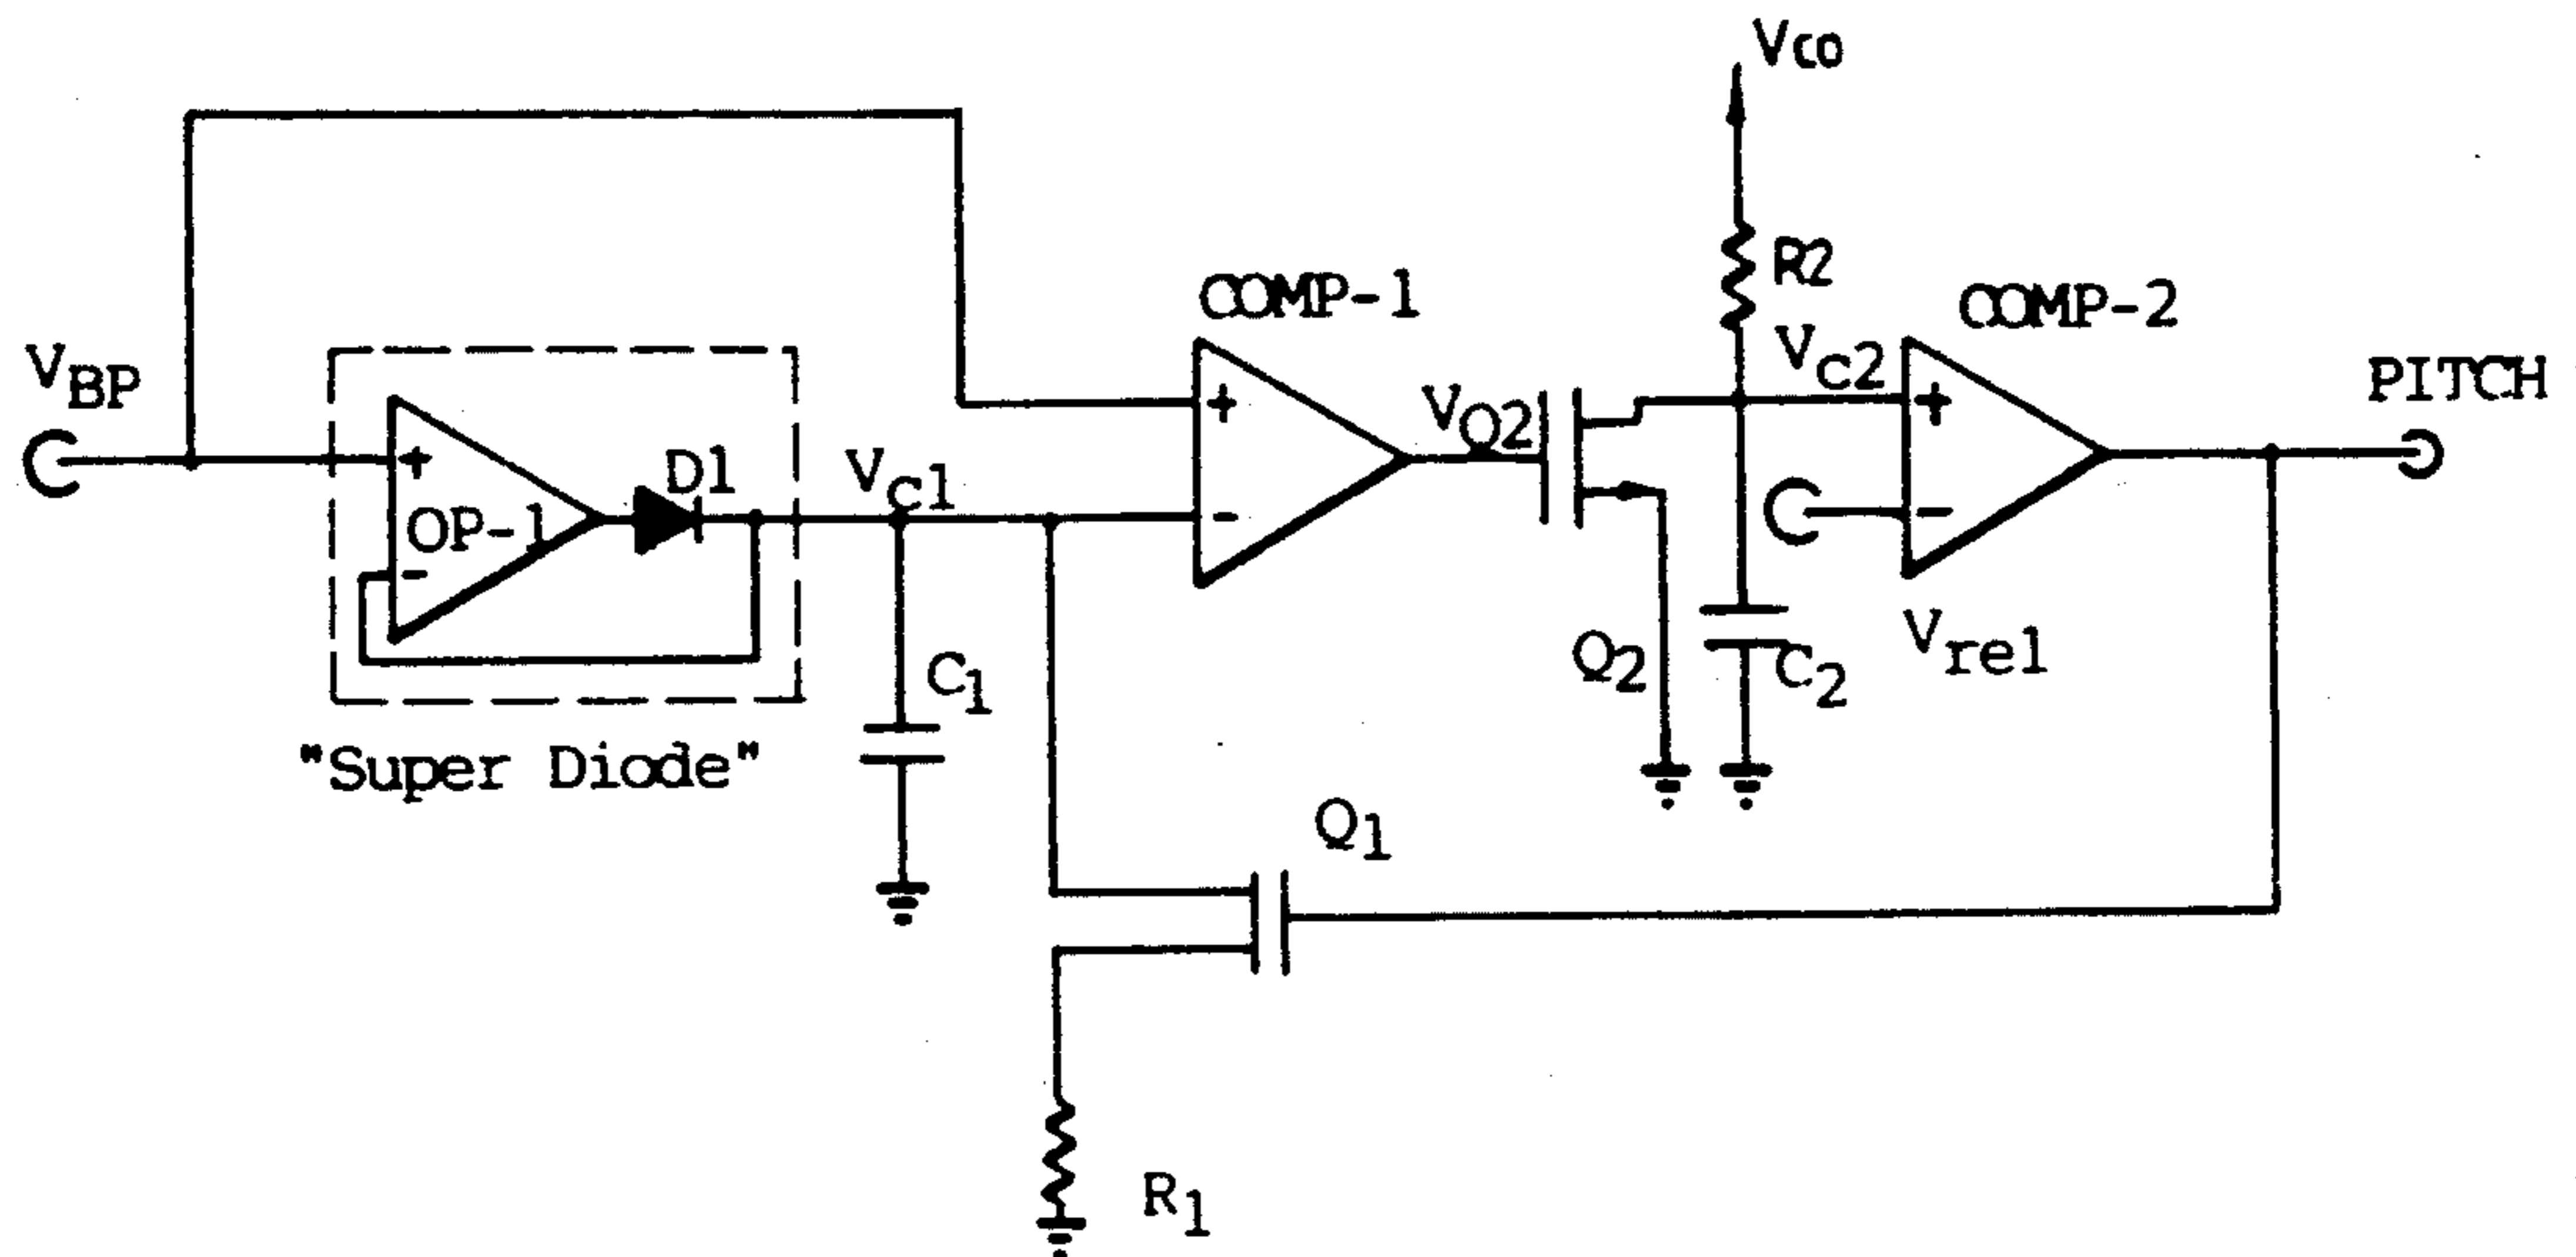 Vco
R2
COMP-1
COMP-2
VBP
Vc2
PITCH
VQ2
D1
Vc1
+
+
+
OP-1
-
-
-
Vrel
Q2
C2
C1
"Super Diode"
Q1
R1